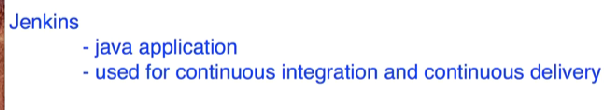 Jenkins
- java application
- used for continuous integration and continuous delivery